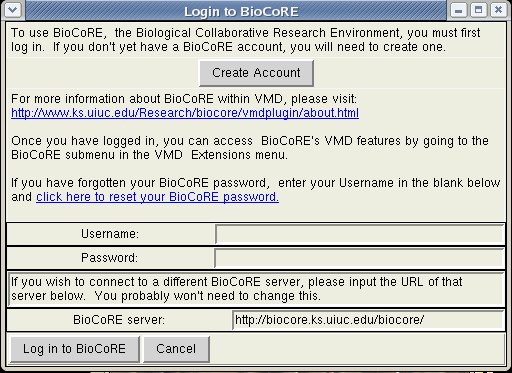 Login to BioCoRE
To use BioCoRE,  the Biological Collaborative Research Environment, you must first
log in.  If you don't yet have a BioCoRE account, you will need to create one.
Create Account
For more information about BioCoRE within VMD, please visit:
http://www.ks.uiuc.edu/Research/biocore/vmdplugin/about.html
Once you have logged in, you can access  BioCoRE's VMD features by going to the
BioCoRE submenu in the VMD  Extensions menu.
If you have forgotten your BioCoRE password,  enter your Username in the blank below
and click here to reset your BioCoRE password.
Username:
Password:
If you wish to connect to a different BioCoRE server, please input the URL of that
server below.  You probably won't need to change this.
BioCoRE server: http://biocore.ks.uiuc.edu/biocore/
Log in to BioCoRE Cancel